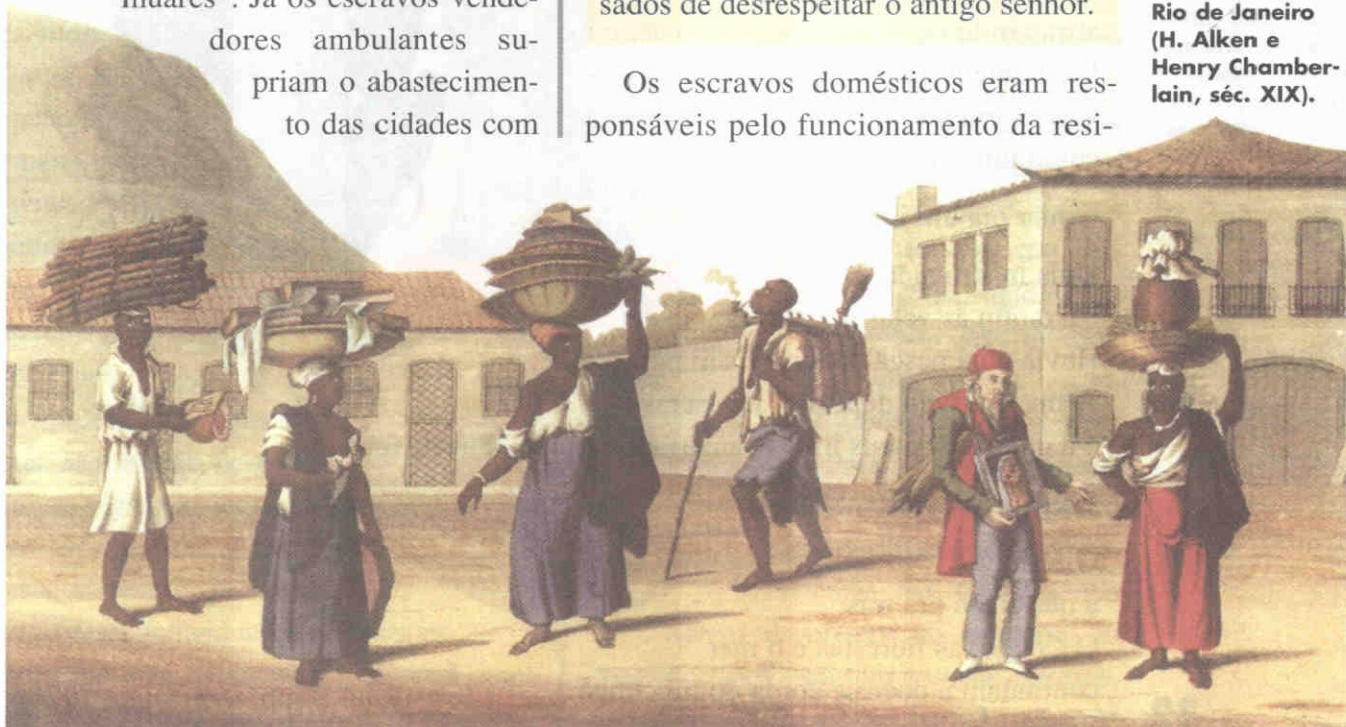 miliares". Já os escravos vende-
dores ambulantes su-
priam o abastecimen-
to das cidades com
sados de desrespeitar o antigo senhor.
Os escravos domésticos eram res-
ponsáveis pelo funcionamento da resi-
Rio de Janeiro
(H. Alken e
Henry Chamber-
lain, séc. XIX).